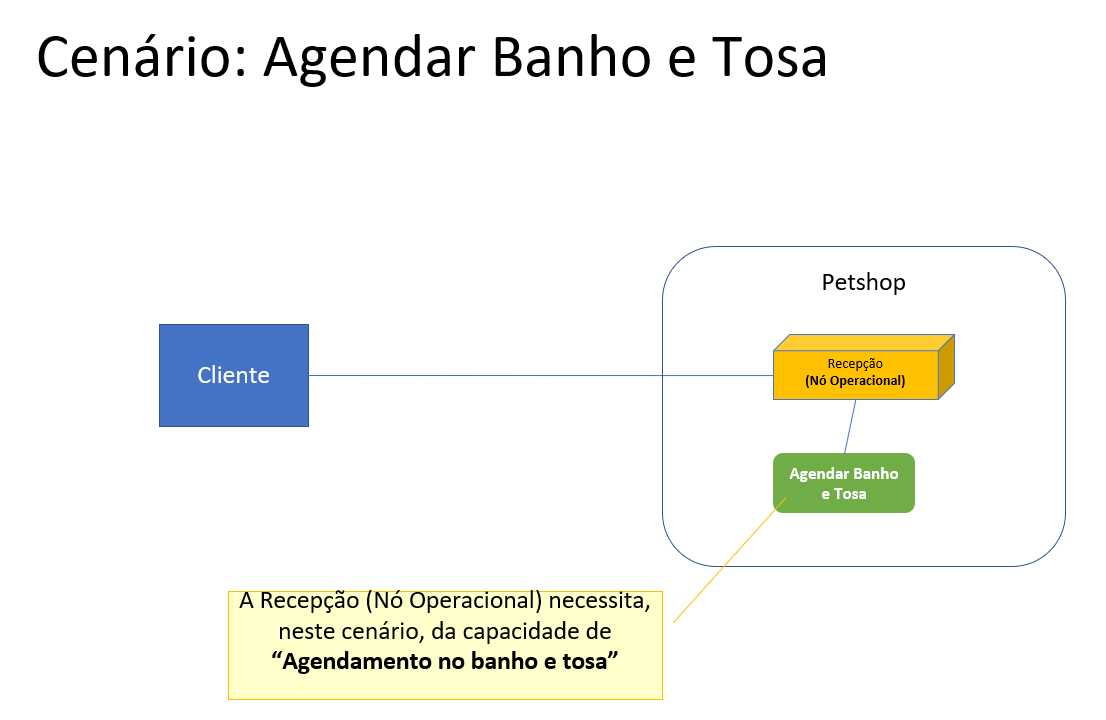 Cenário: Agendar Banho e Tosa
Petshop
Cliente
Recepção
(Nó Operacional)
Agendar Banho
e Tosa
A Recepção (Nó Operacional) necessita,
neste cenário, da capacidade de
“Agendamento no banho e tosa”